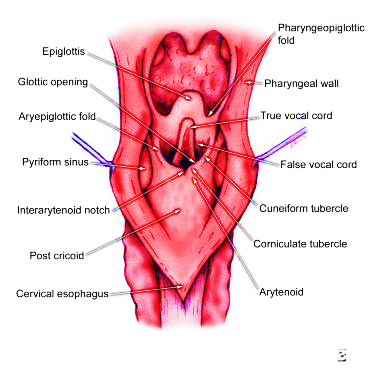 Pharyngeopiglottic
fold
Epiglottis
Glottic opening
Pharyngeal wall
Aryepiglottic fold
True vocal cord
Pyriform sinus
False vocal cord
Interarytenoid notch
Cuneiform tubercle
Corniculate tubercle
Post cricoid
Cervical esophagus
Arytenoid